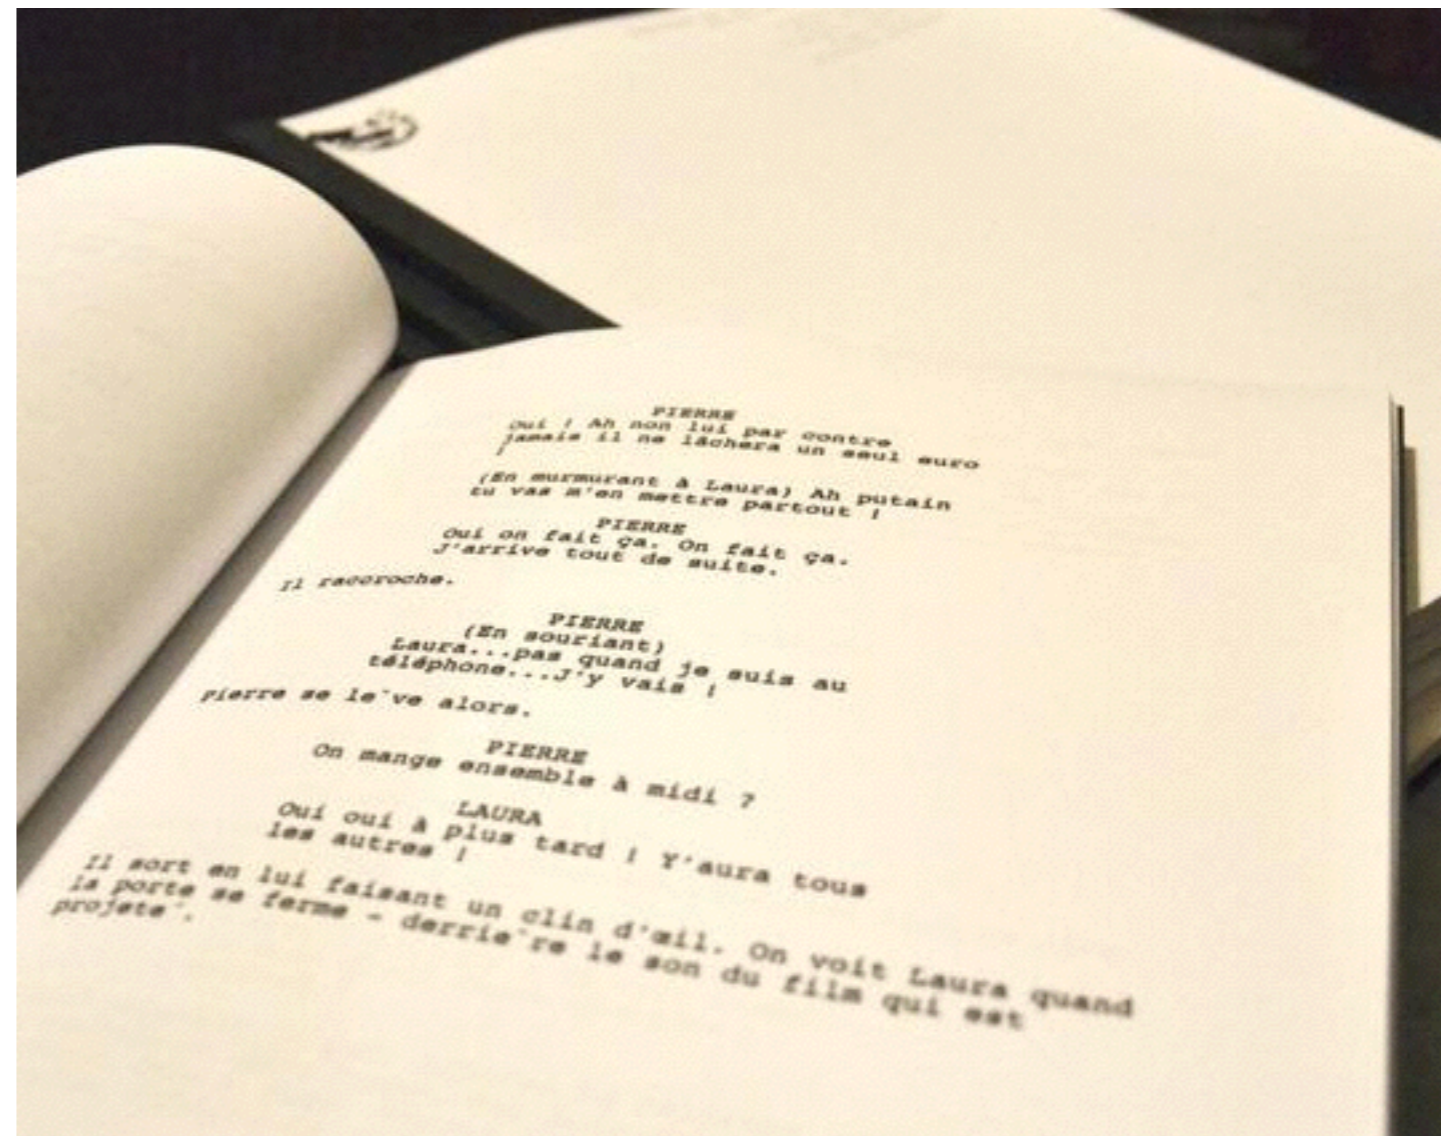 PIERRE
Oui ! Ah non lui par contre
jamais il ne lâchera un seul euro
!
(En murmurant à Laura) Ah putain
tu vas m'en mettre partout !
PIERRE
Oui on fait ça. On fait ça.
J'arrive tout de suite.
Il raccroche.
PIERRE
(En souriant)
Laura...pas quand je suis au
téléphone...J'y vais !
Pierre se le`ve alors.
PIERRE
On mange ensemble à midi ?
LAURA
Oui oui à plus tard ! Y'aura tous
les autres !
Il sort en lui faisant un clin d'œil. On voit Laura quand
la porte se ferme - derrie`re le son du film qui est
projete´.